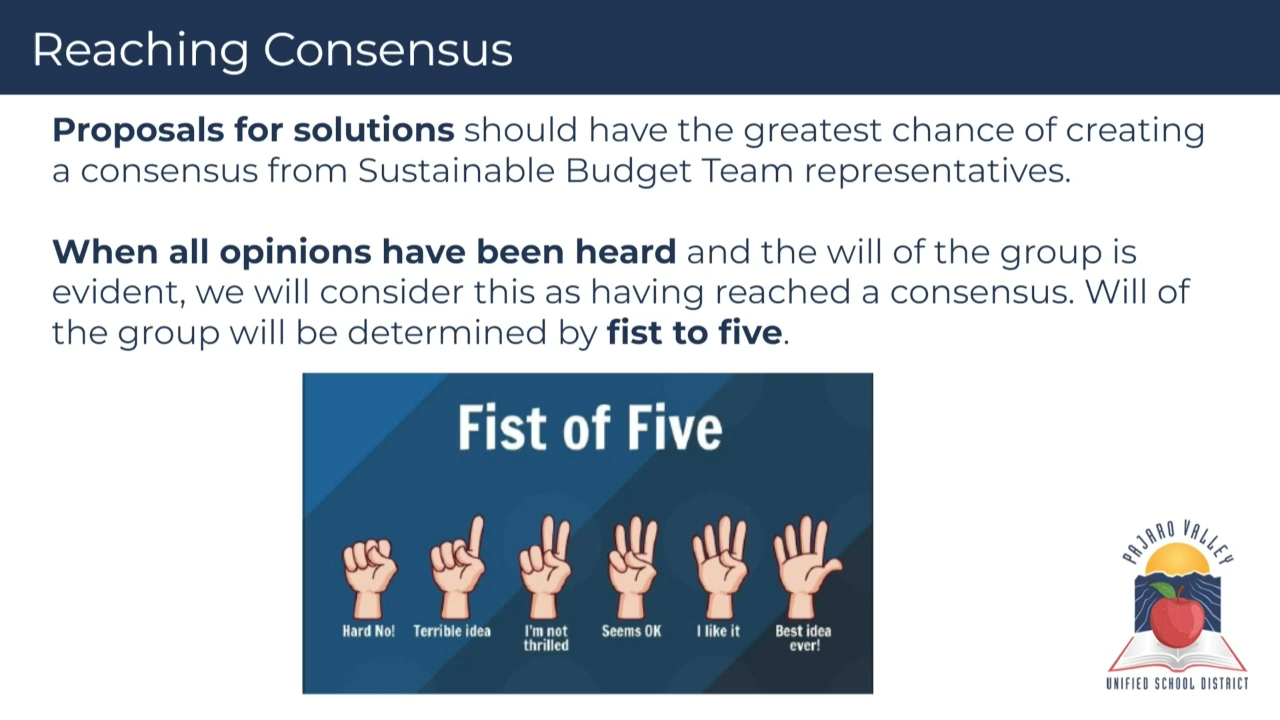 Reaching Consensus
Proposals for solutions should have the greatest chance of creating
a consensus from Sustainable Budget Team representatives.
When all opinions have been heard and the will of the group is
evident, we will consider this as having reached a consensus. Will of
the group will be determined by fist to five.
Fist of Five
Hard No!
Terrible idea
I'm not
thrilled
Seems OK
I like it
Best idea
ever!
PAJARO VALLEY
UNIFIED SCHOOL DISTRICT